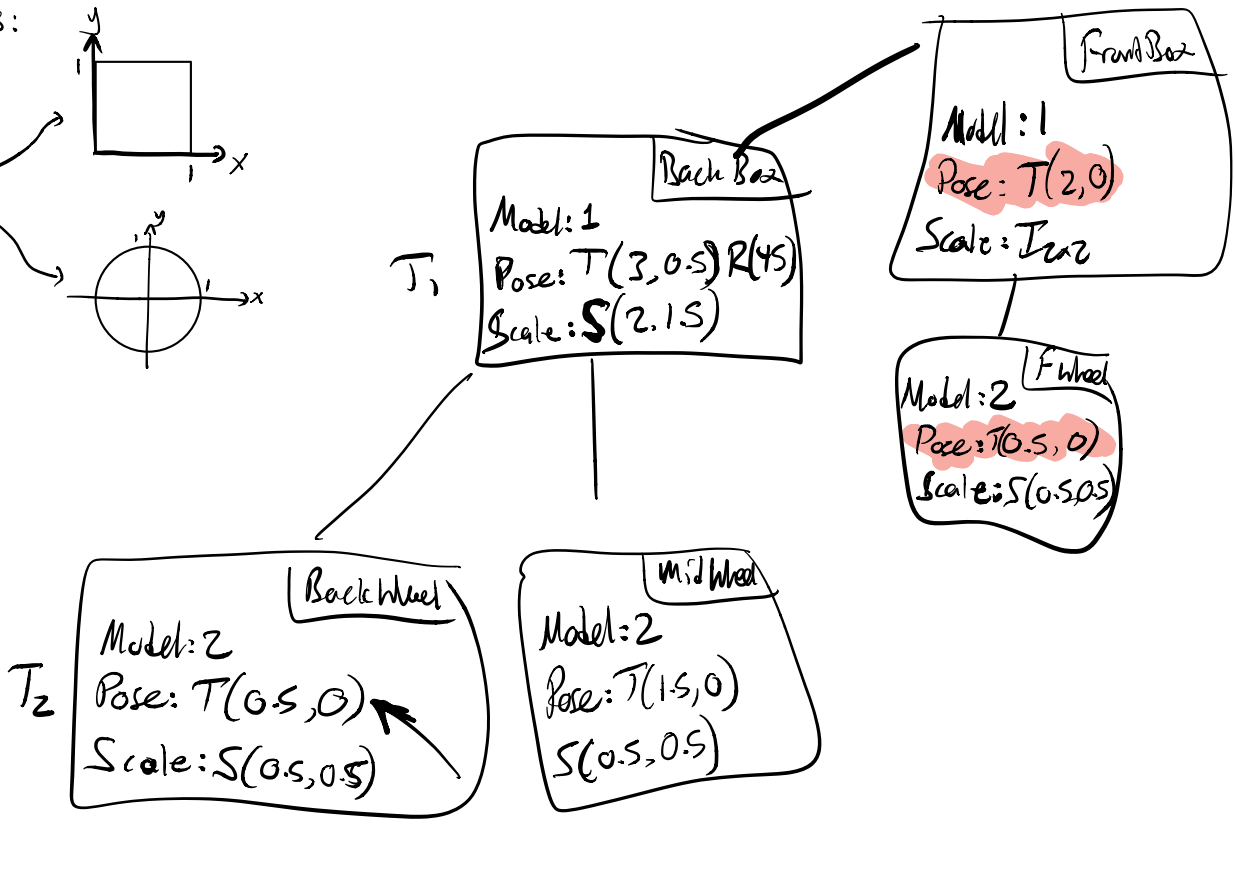 s:
y
1
1
x
y
1
1
x
T₁
Back Box
Model: 1
Pose: T(3,0.5) R(45)
Scale: S(2,1.5)
Front Box
Model: 1
Pose: T(2,0)
Scale: I₂ₓ₂
F Wheel
Model: 2
Pose: T(0.5, 0)
Scale: S(0.5,0.5)
T₂
Back Wheel
Model: 2
Pose: T(0.5,0)
Scale: S(0.5,0.5)
Mid Wheel
Model: 2
Pose: T(1.5,0)
S(0.5,0.5)